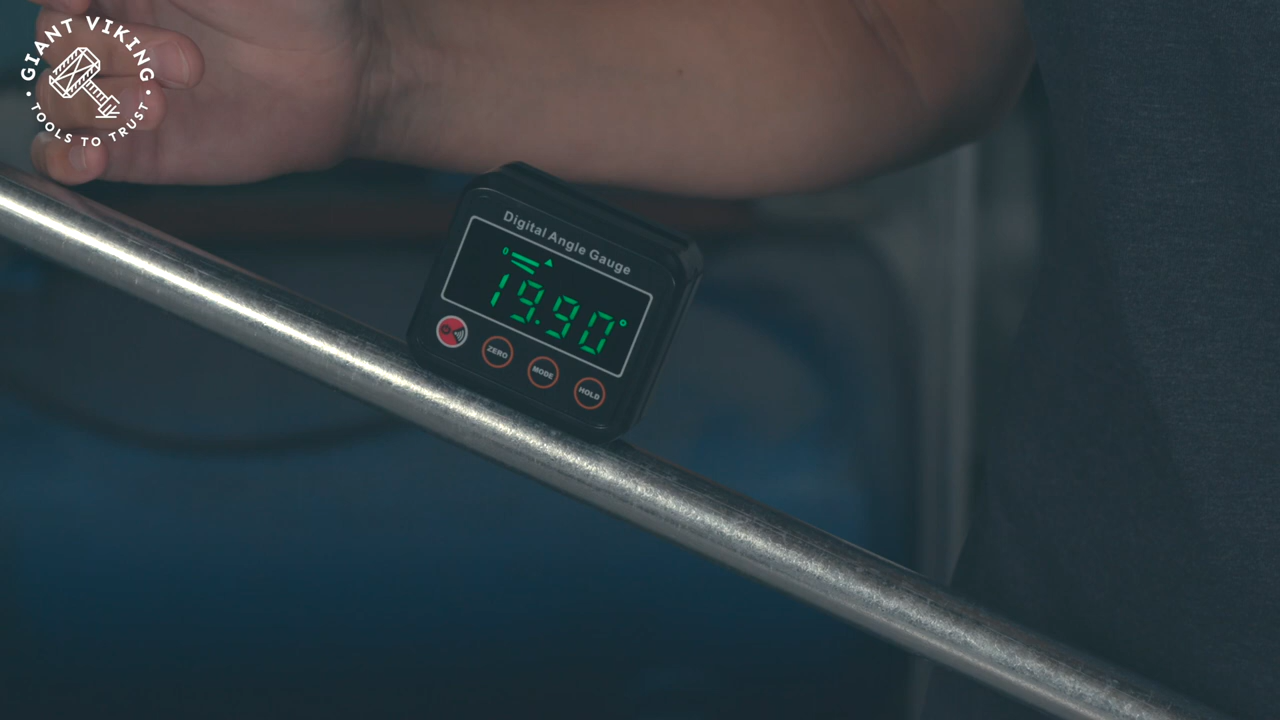 GIANT VIKING
TOOLS TO TRUST
Digital Angle Gauge
19.90°
ZERO
MODE
HOLD